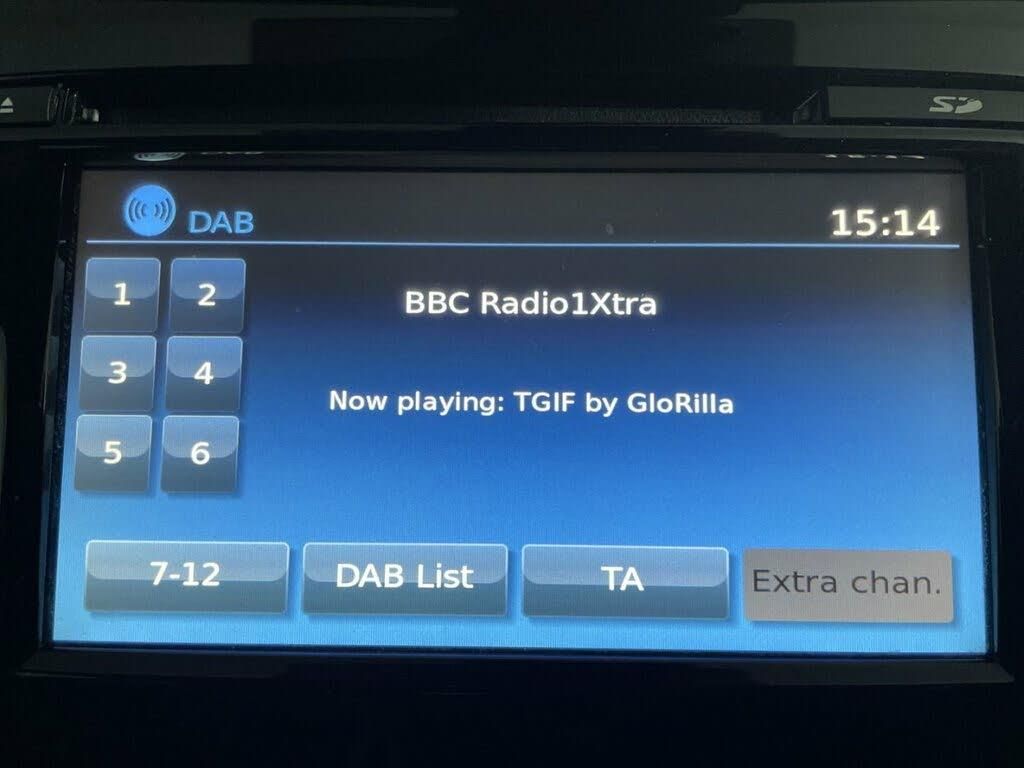 SD
DAB
15:14
1 2
BBC Radio1Xtra
3 4
Now playing: TGIF by GloRilla
5 6
7-12 DAB List TA Extra chan.